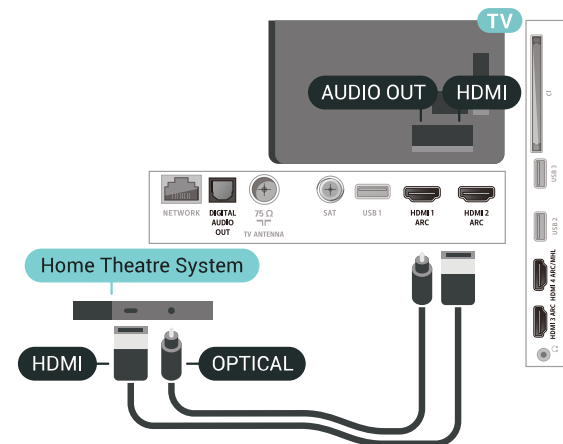 TV
AUDIO OUT
HDMI
CI
USB 3
USB 2
HDMI 4 ARC/MHL
HDMI 3 ARC
NETWORK
DIGITAL
AUDIO
OUT
75 Ω
TV ANTENNA
SAT
USB 1
HDMI 1
ARC
HDMI 2
ARC
Home Theatre System
HDMI
OPTICAL